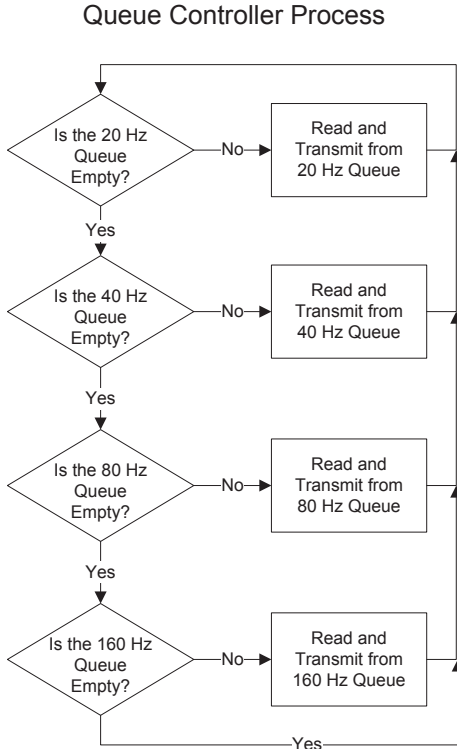 Queue Controller Process
Is the 20 Hz
Queue
Empty?
No
Read and
Transmit from
20 Hz Queue
Yes
Is the 40 Hz
Queue
Empty?
No
Read and
Transmit from
40 Hz Queue
Yes
Is the 80 Hz
Queue
Empty?
No
Read and
Transmit from
80 Hz Queue
Yes
Is the 160 Hz
Queue
Empty?
No
Read and
Transmit from
160 Hz Queue
Yes